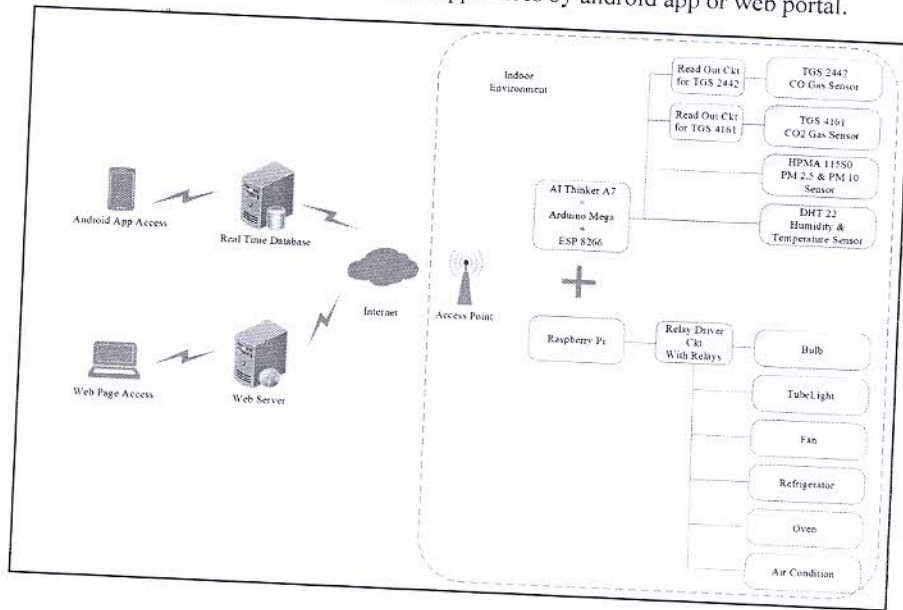 by android app or web portal.
Indoor
Environment
Read Out Ckt
for TGS 2442
TGS 2442
CO Gas Sensor
Read Out Ckt
for TGS 4161
TGS 4161
CO2 Gas Sensor
HPMA 115S0
PM 2.5 & PM 10
Sensor
DHT 22
Humidity &
Temperature Sensor
AI Thinker A7
+
Arduino Mega
+
ESP 8266
Android App Access
Real Time Database
Internet
Access Point
Web Page Access
Web Server
Raspberry Pi
Relay Driver
Ckt
With Relays
Bulb
TubeLight
Fan
Refrigerator
Oven
Air Condition